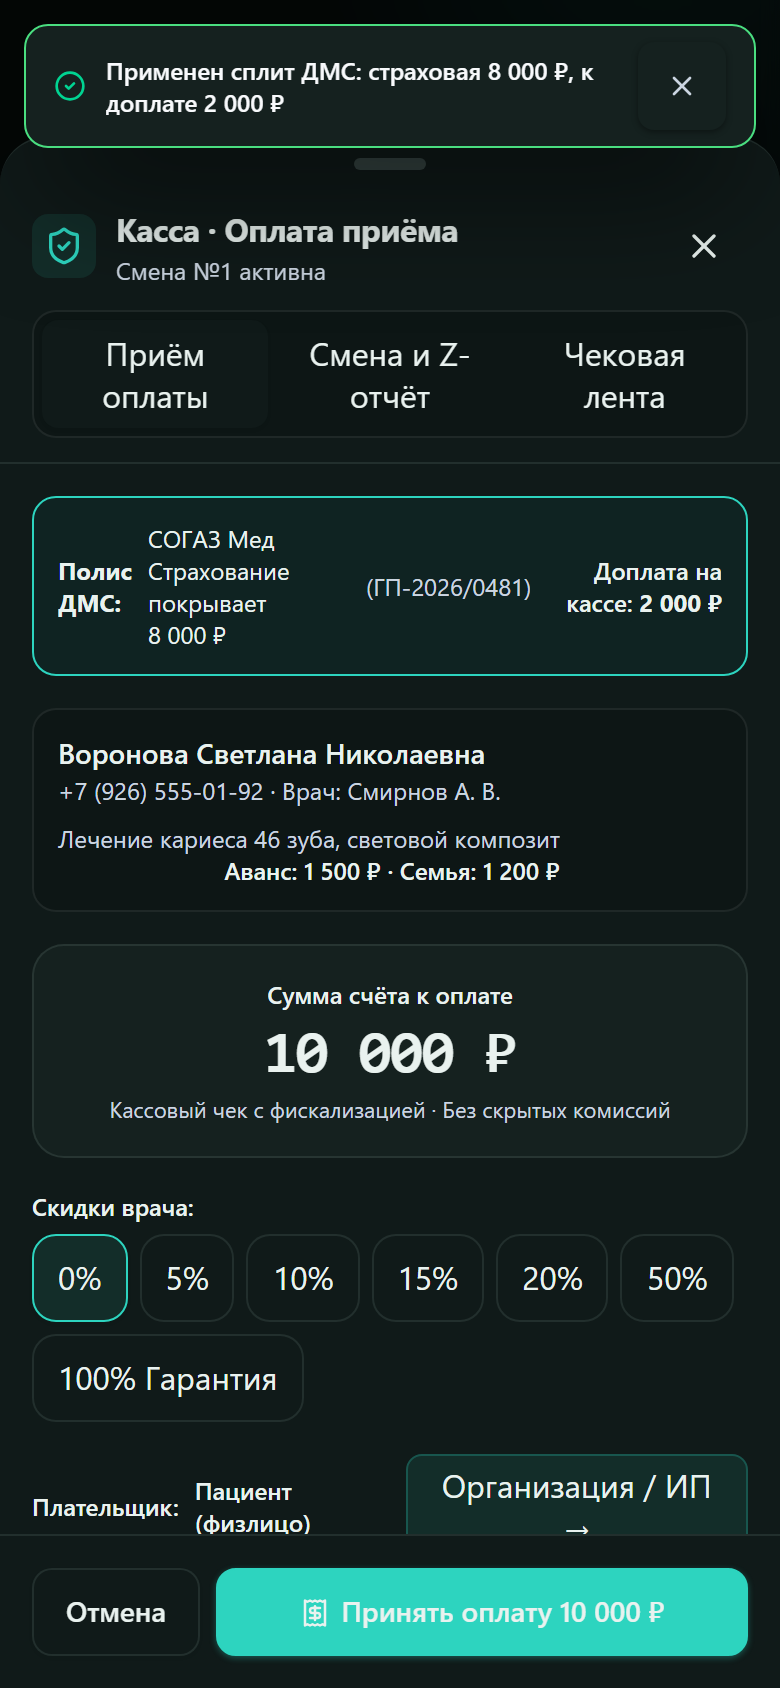 Применен сплит ДМС: страховая 8 000 ₽, к
доплате 2 000 ₽
Касса · Оплата приёма
Смена №1 активна
Приём
оплаты
Смена и Z-
отчёт
Чековая
лента
Полис
ДМС:
СОГАЗ Мед
Страхование
покрывает
8 000 ₽
(ГП-2026/0481)
Доплата на
кассе: 2 000 ₽
Воронова Светлана Николаевна
+7 (926) 555-01-92 · Врач: Смирнов А. В.
Лечение кариеса 46 зуба, световой композит
Аванс: 1 500 ₽ · Семья: 1 200 ₽
Сумма счёта к оплате
10 000 ₽
Кассовый чек с фискализацией · Без скрытых комиссий
Скидки врача:
0% 5% 10% 15% 20% 50%
100% Гарантия
Плательщик:
Пациент
(физлицо)
Организация / ИП
→
Отмена
Принять оплату 10 000 ₽